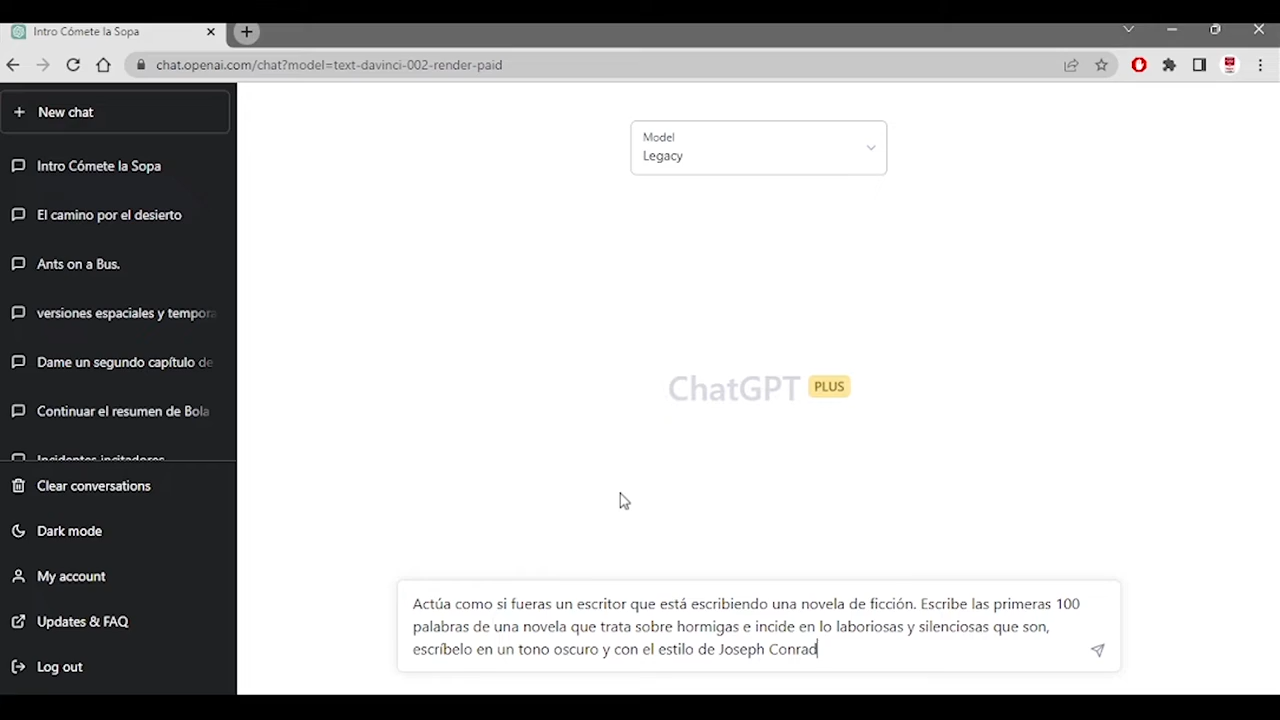 Intro Cómete la Sopa
chat.openai.com/chat?model=text-davinci-002-render-paid
New chat
Intro Cómete la Sopa
El camino por el desierto
Ants on a Bus.
versiones espaciales y tempora
Dame un segundo capítulo de
Continuar el resumen de Bola
Incidentes incitadores
Clear conversations
Dark mode
My account
Updates & FAQ
Log out
Model
Legacy
ChatGPT PLUS
Actúa como si fueras un escritor que está escribiendo una novela de ficción. Escribe las primeras 100
palabras de una novela que trata sobre hormigas e incide en lo laboriosas y silenciosas que son,
escríbelo en un tono oscuro y con el estilo de Joseph Conrad